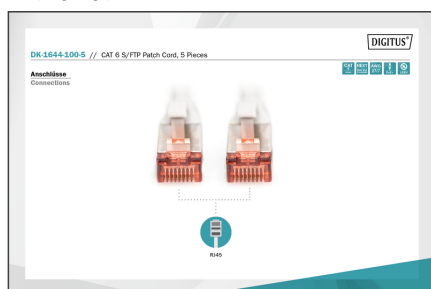 DIGITUS®
DK-1644-100-5 // CAT 6 S/FTP Patch Cord, 5 Pieces
Anschlüsse
Connections
RJ45